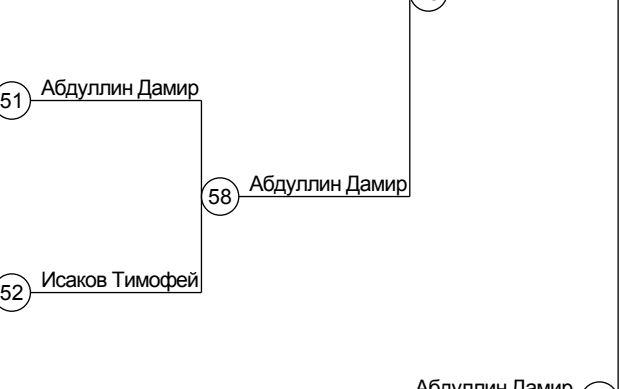 51 Абдуллин Дамир
58 Абдуллин Дамир
52 Исаков Тимофей
Абдуллин Дамир